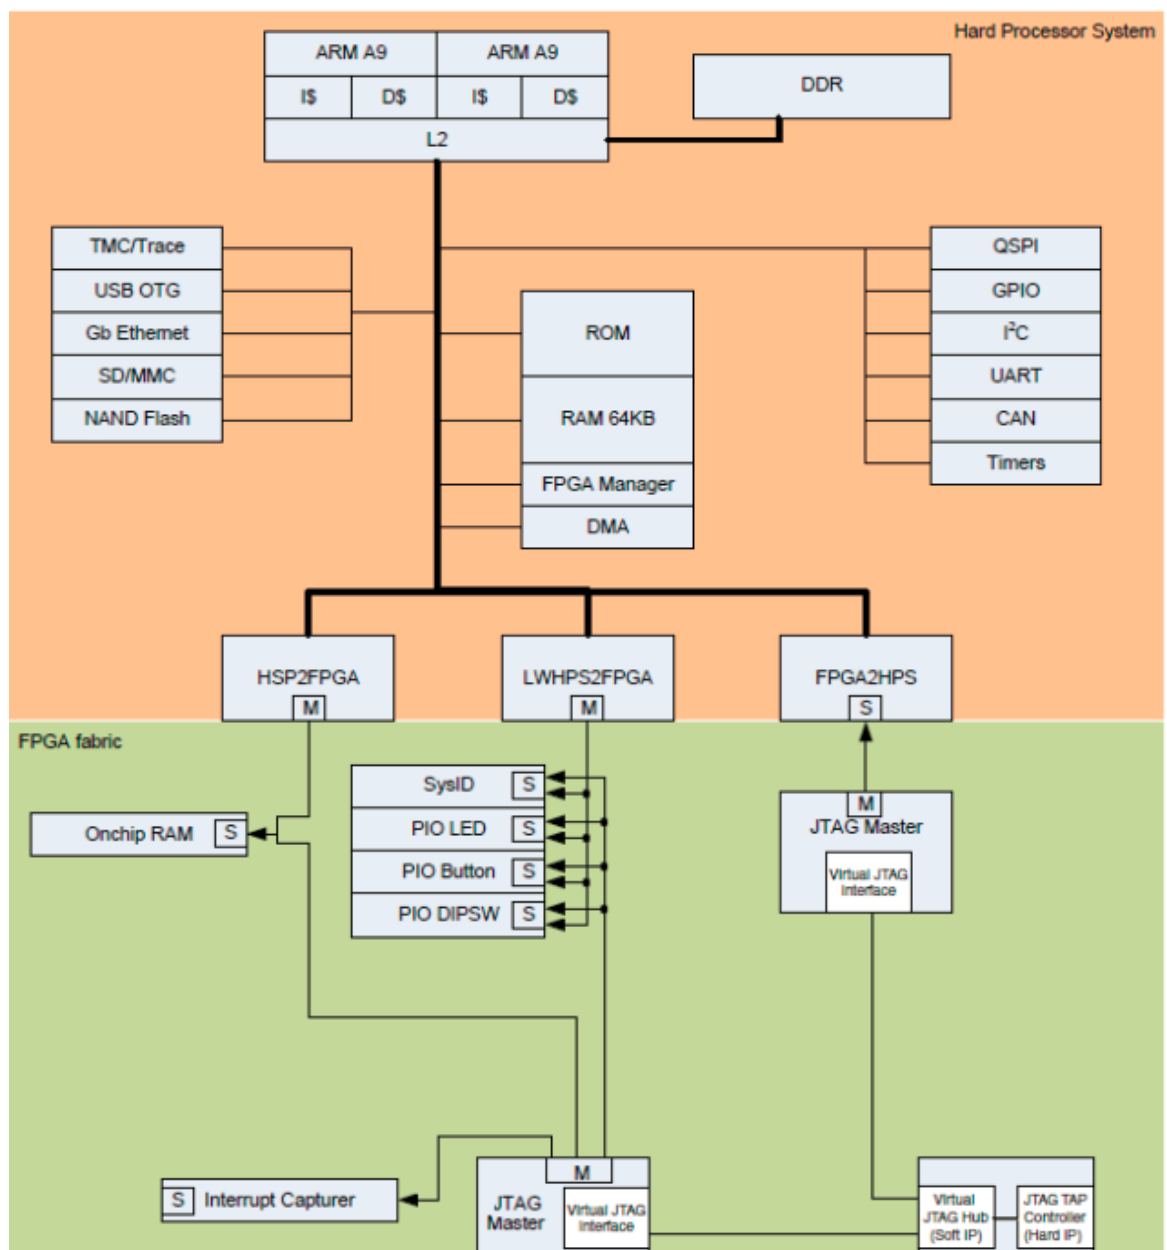 Hard Processor System
ARM A9
ARM A9
I$
D$
I$
D$
L2
DDR
TMC/Trace
USB OTG
Gb Ethernet
SD/MMC
NAND Flash
ROM
RAM 64KB
FPGA Manager
DMA
QSPI
GPIO
I²C
UART
CAN
Timers
HSP2FPGA
M
LWHPS2FPGA
M
FPGA2HPS
S
FPGA fabric
Onchip RAM
S
SysID
S
PIO LED
S
PIO Button
S
PIO DIPSW
S
M
JTAG Master
Virtual JTAG
Interface
S
Interrupt Capturer
M
JTAG
Master
Virtual JTAG
Interface
Virtual
JTAG Hub
(Soft IP)
JTAG TAP
Controller
(Hard IP)